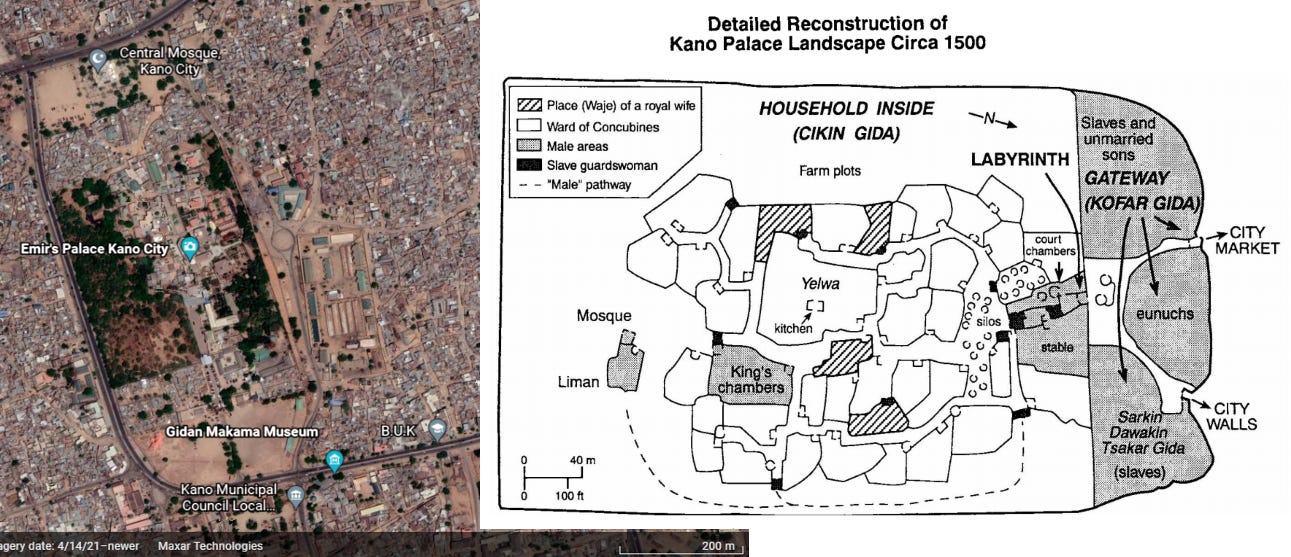 Central Mosque,
Kano City
Emir's Palace Kano City
Gidan Makama Museum
B.U.K
Kano Municipal
Council Local...
agery date: 4/14/21–newer Maxar Technologies 200 m
Detailed Reconstruction of
Kano Palace Landscape Circa 1500
Place (Waje) of a royal wife
Ward of Concubines
Male areas
Slave guardswoman
"Male" pathway
HOUSEHOLD INSIDE
(CIKIN GIDA)
N
Farm plots
LABYRINTH
Slaves and
unmarried
sons
GATEWAY
(KOFAR GIDA)
CITY
MARKET
court
chambers
Yelwa
kitchen
silos
eunuchs
stable
Mosque
Liman
King's
chambers
CITY
WALLS
Sarkin
Dawakin
Tsakar Gida
(slaves)
0 40 m
0 100 ft